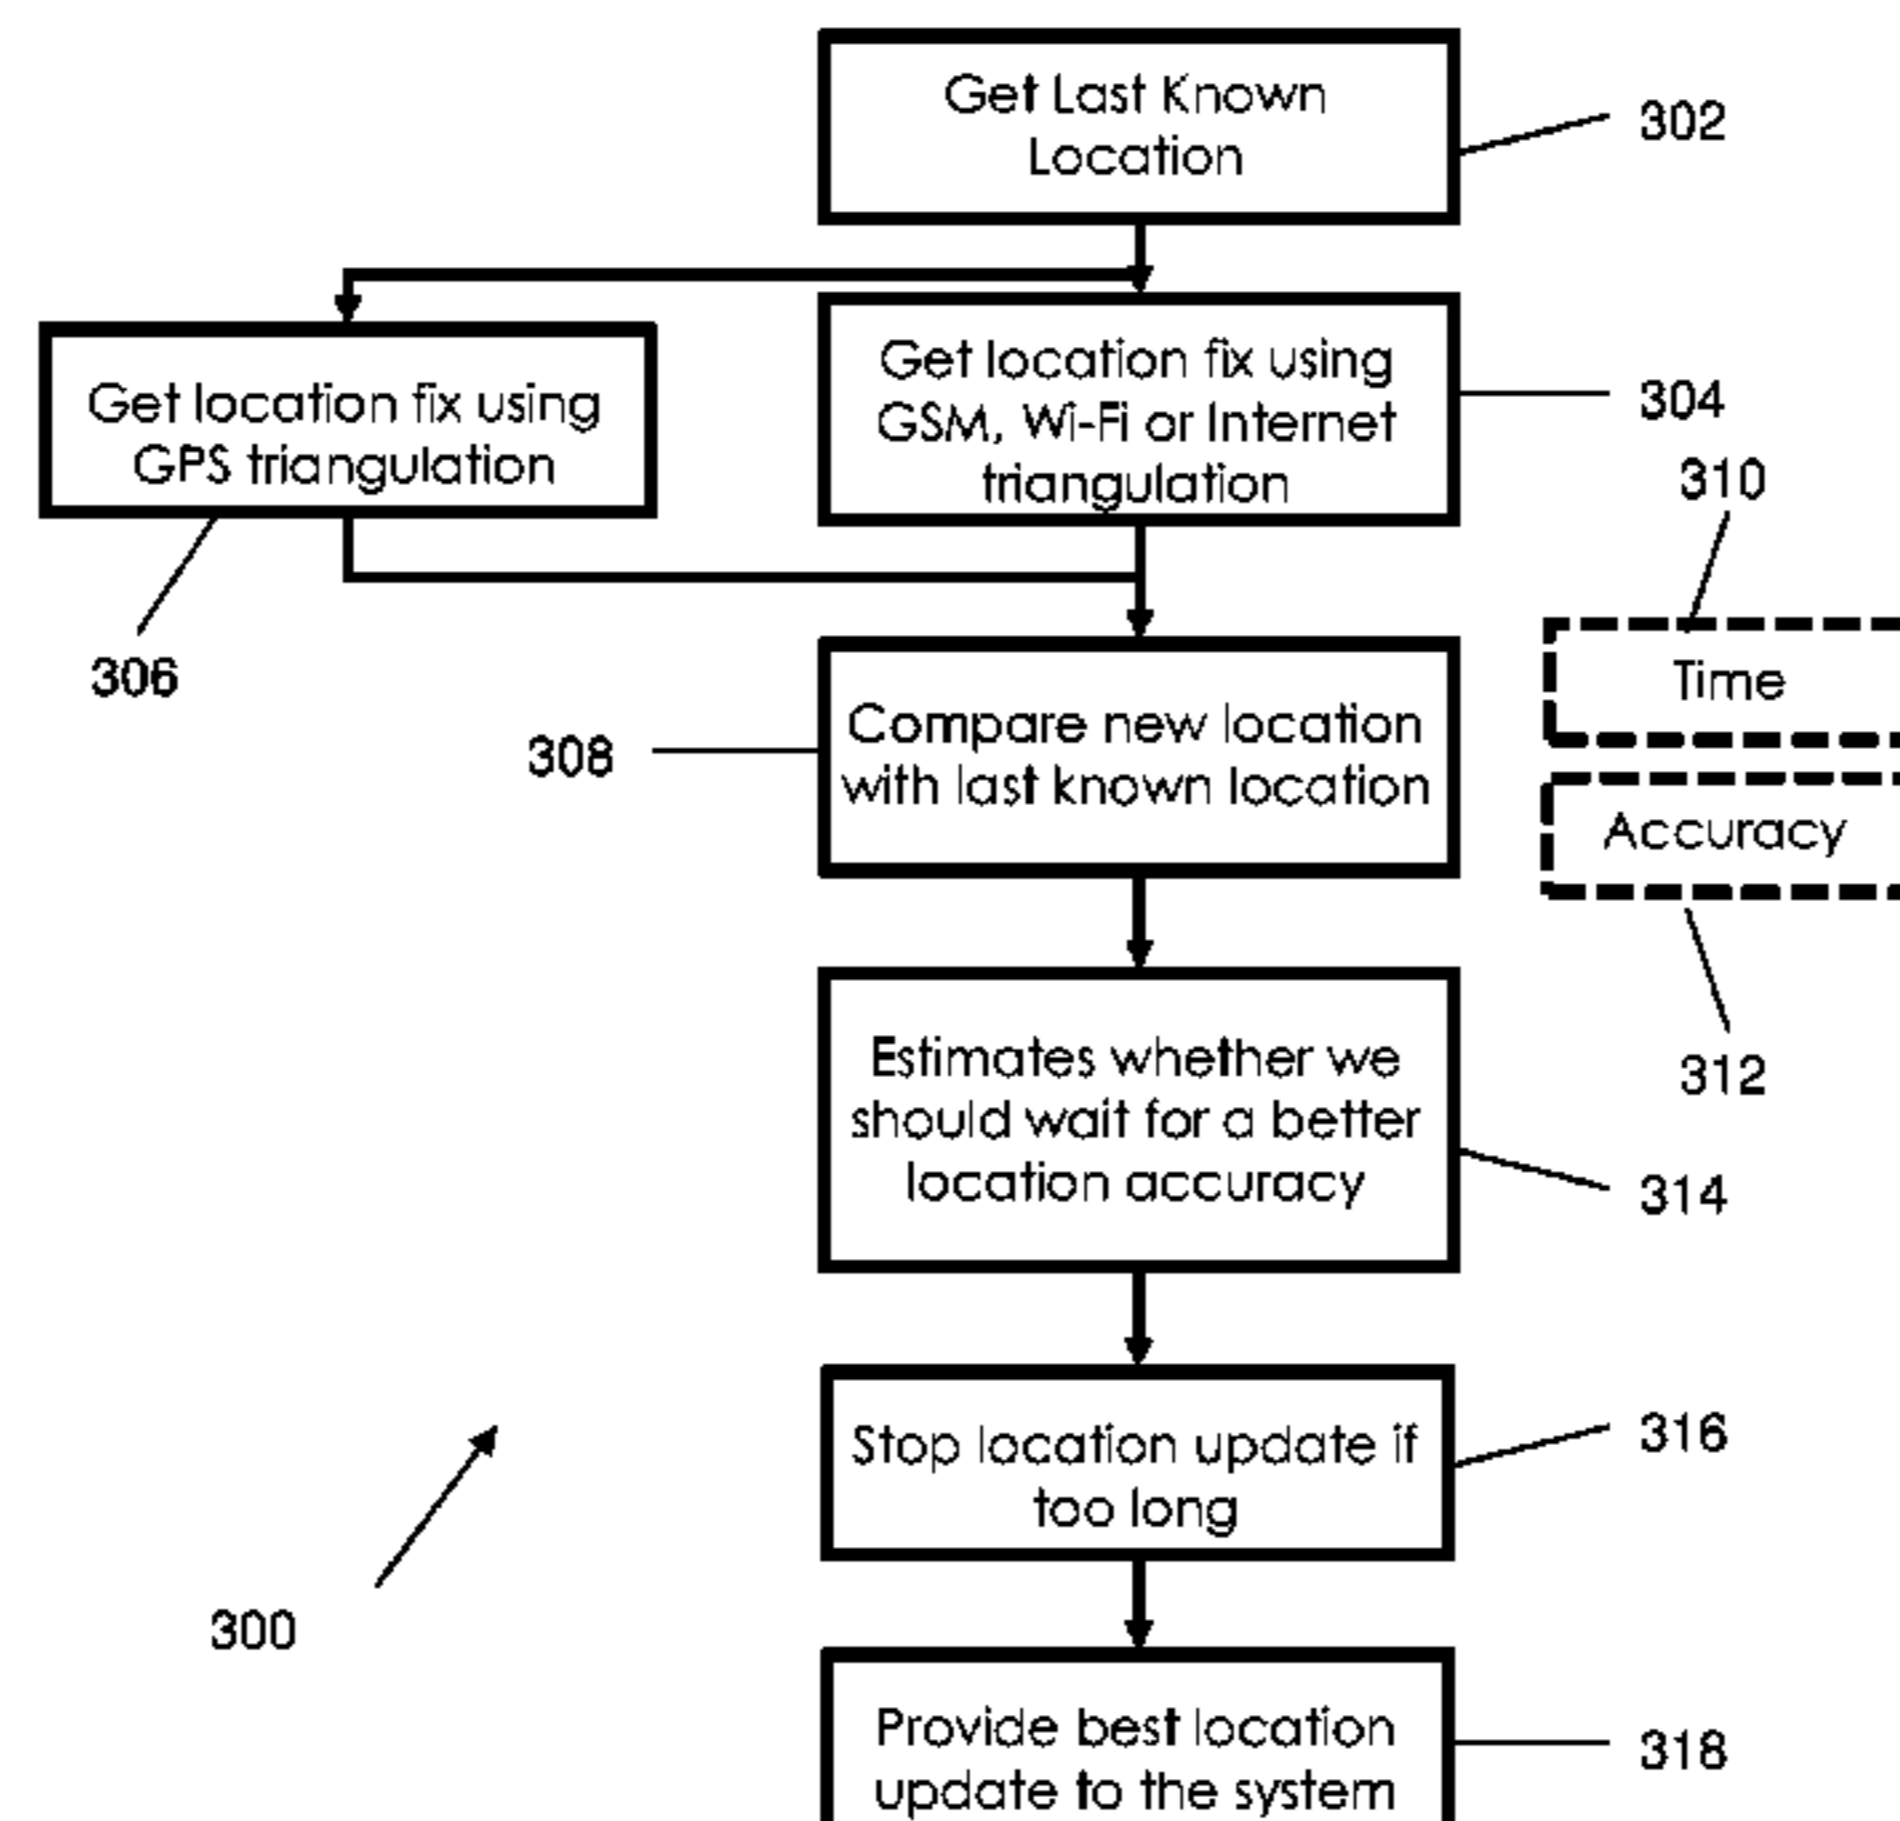 Get Last Known
Location
302
Get location fix using
GPS triangulation
Get location fix using
GSM, Wi-Fi or Internet
triangulation
304
310
306
Time
308
Compare new location
with last known location
Accuracy
312
Estimates whether we
should wait for a better
location accuracy
314
Stop location update if
too long
316
300
Provide best location
update to the system
318